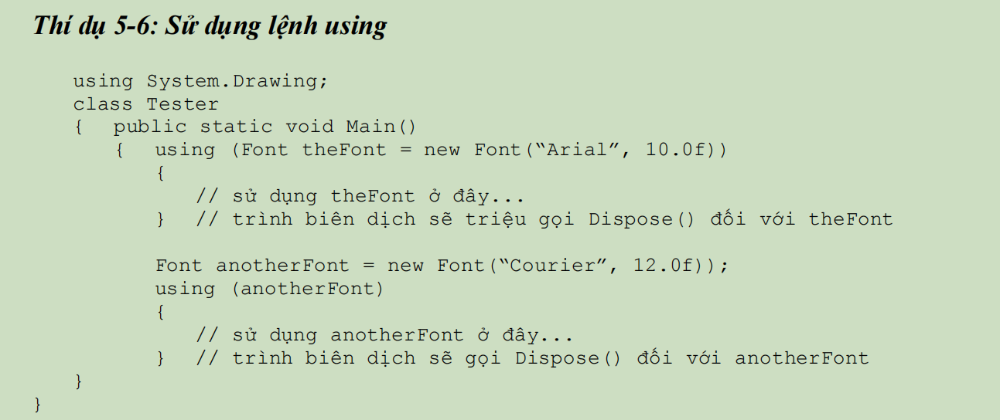 Thí dụ 5-6: Sử dụng lệnh using
using System.Drawing;
class Tester
{ public static void Main()
{ using (Font theFont = new Font(“Arial”, 10.0f))
{
// sử dụng theFont ở đây...
} // trình biên dịch sẽ triệu gọi Dispose() đối với theFont
Font anotherFont = new Font(“Courier”, 12.0f));
using (anotherFont)
{
// sử dụng anotherFont ở đây...
} // trình biên dịch sẽ gọi Dispose() đối với anotherFont
}
}